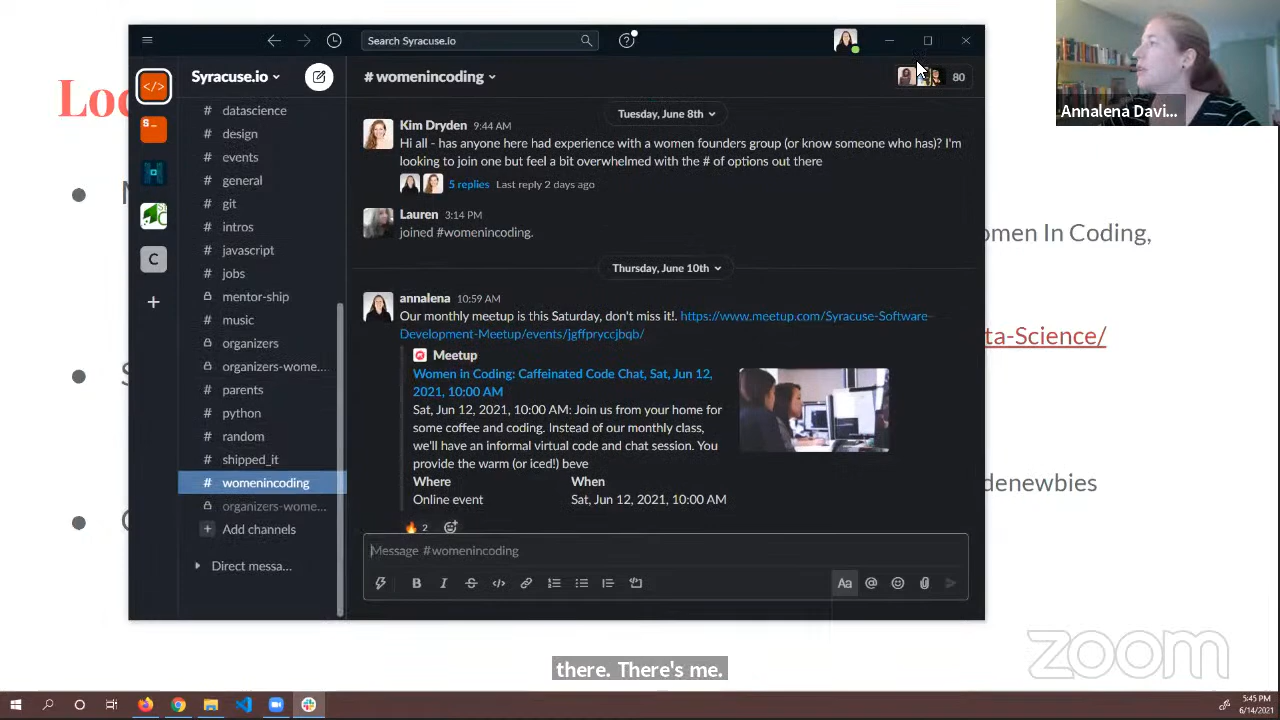 Search Syracuse.io
Syracuse.io
# womenincoding
80
Annalena Davi...
# datascience
# design
# events
# general
# git
# intros
# javascript
# jobs
mentor-ship
# music
# organizers
organizers-wome...
# parents
# python
# random
# shipped_it
# womenincoding
organizers-wome...
+ Add channels
Direct messa...
Tuesday, June 8th
Kim Dryden 9:44 AM
Hi all - has anyone here had experience with a women founders group (or know someone who has)? I'm
looking to join one but feel a bit overwhelmed with the # of options out there
5 replies Last reply 2 days ago
Lauren 3:14 PM
joined #womenincoding.
Thursday, June 10th
annalena 10:59 AM
Our monthly meetup is this Saturday, don't miss it!. https://www.meetup.com/Syracuse-Software-
Development-Meetup/events/jgffpryccjbqb/
Meetup
Women in Coding: Caffeinated Code Chat, Sat, Jun 12,
2021, 10:00 AM
Sat, Jun 12, 2021, 10:00 AM: Join us from your home for
some coffee and coding. Instead of our monthly class,
we'll have an informal virtual code and chat session. You
provide the warm (or iced!) beve
Where When
Online event Sat, Jun 12, 2021, 10:00 AM
2
Message #womenincoding
B I S </> Aa @
Loc
omen In Coding,
ta-Science/
denewbies
C
there. There's me.
zoom
5:45 PM
6/14/2021